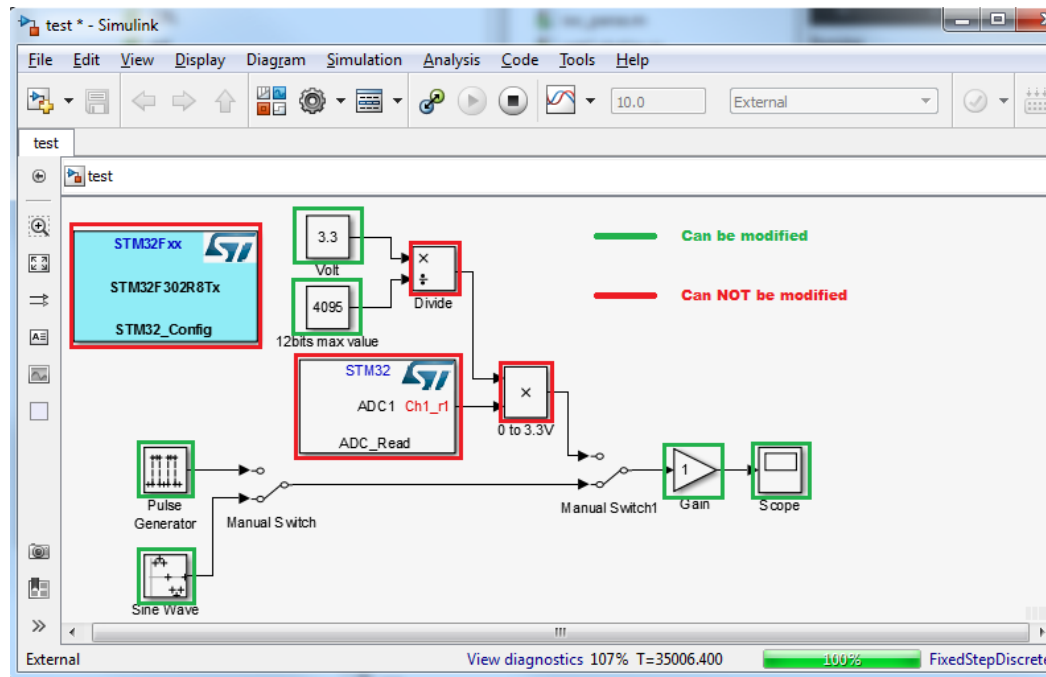 test * - Simulink
File Edit View Display Diagram Simulation Analysis Code Tools Help
10.0 External
test
test
STM32Fxx
STM32F302R8Tx
STM32_Config
3.3
Volt
4095
12bits max value
×
÷
Divide
Can be modified
Can NOT be modified
STM32
ADC1 Ch1_r1
ADC_Read
×
0 to 3.3V
Pulse
Generator
Manual Switch
Manual Switch1
1
Gain
Scope
Sine Wave
External View diagnostics 107% T=35006.400 100% FixedStepDiscrete